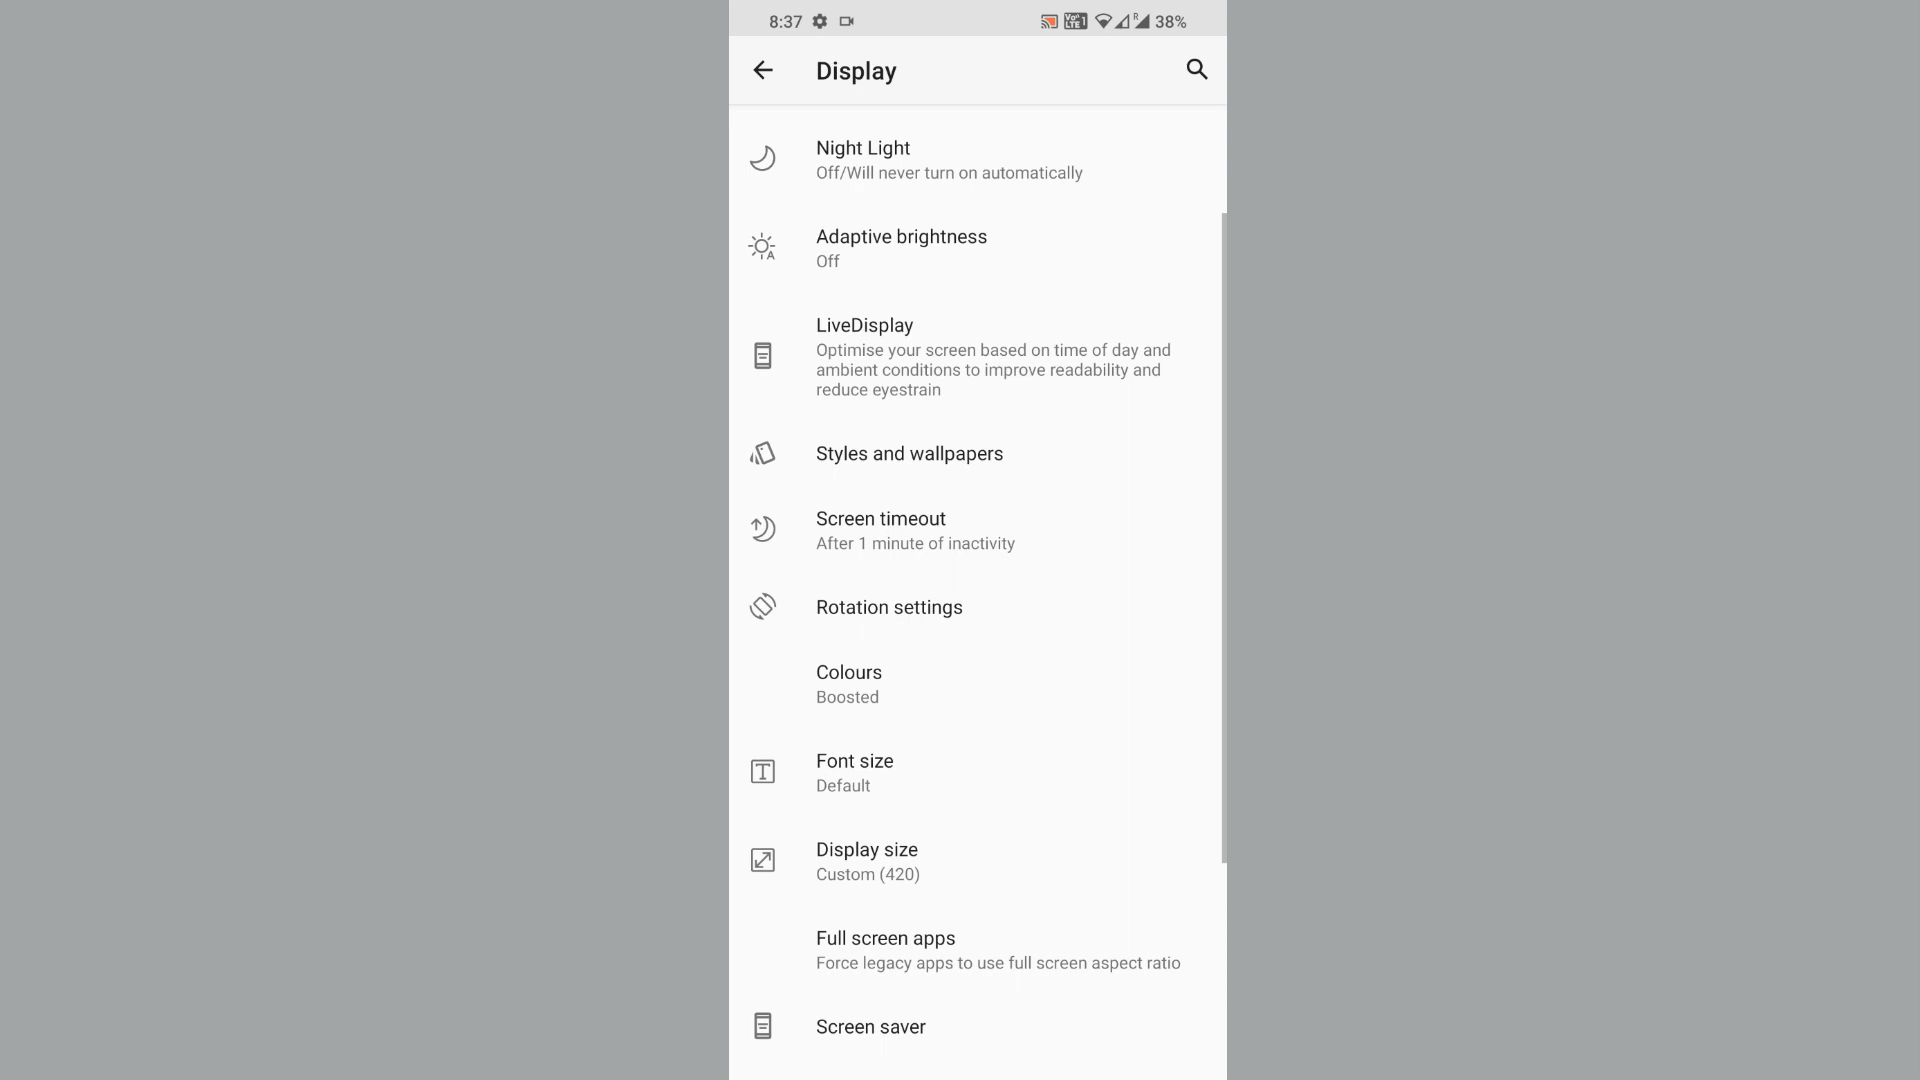 8:37 VoLTE 1 R 38%
Display
Night Light
Off/Will never turn on automatically
Adaptive brightness
Off
LiveDisplay
Optimise your screen based on time of day and
ambient conditions to improve readability and
reduce eyestrain
Styles and wallpapers
Screen timeout
After 1 minute of inactivity
Rotation settings
Colours
Boosted
Font size
Default
Display size
Custom (420)
Full screen apps
Force legacy apps to use full screen aspect ratio
Screen saver